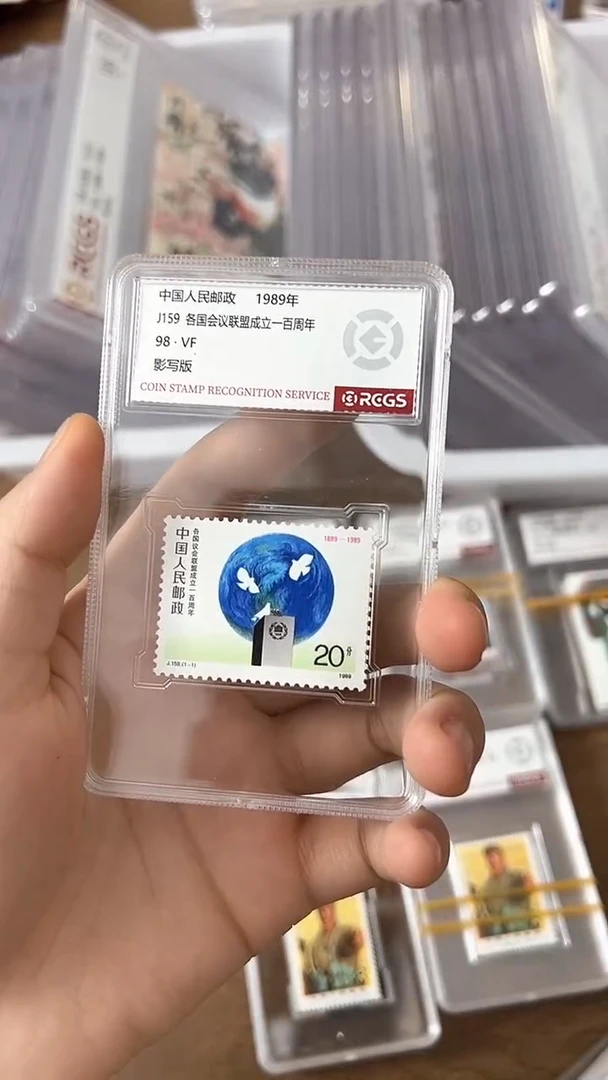 中国人民邮政 1989年
J159 各国会议联盟成立一百周年
98·VF
影写版
COIN STAMP RECOGNITION SERVICE RCGS
1889—1989
各国议会联盟成立一百周年
中国人民邮政
20分
J.159.(1-1)
1989
RCGS